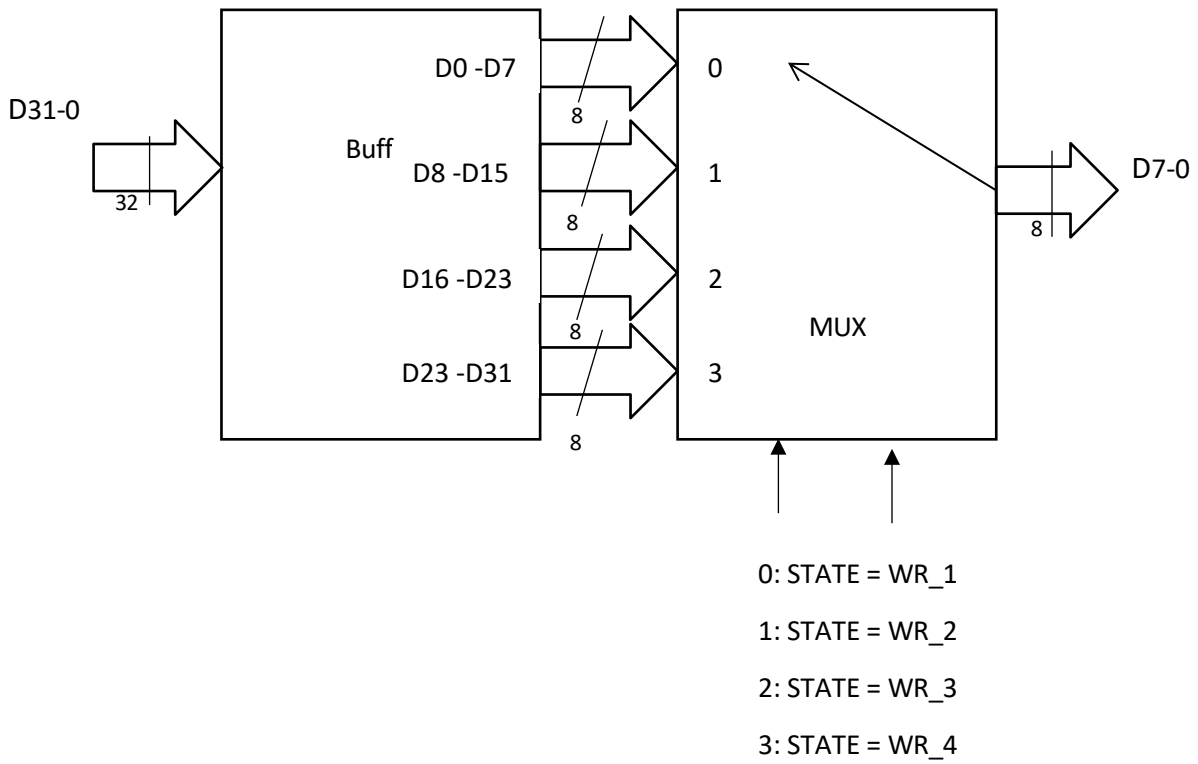 D31-0
32
Buff
D0 -D7
D8 -D15
D16 -D23
D23 -D31
8
8
8
8
0
1
2
3
MUX
D7-0
8
0: STATE = WR_1
1: STATE = WR_2
2: STATE = WR_3
3: STATE = WR_4